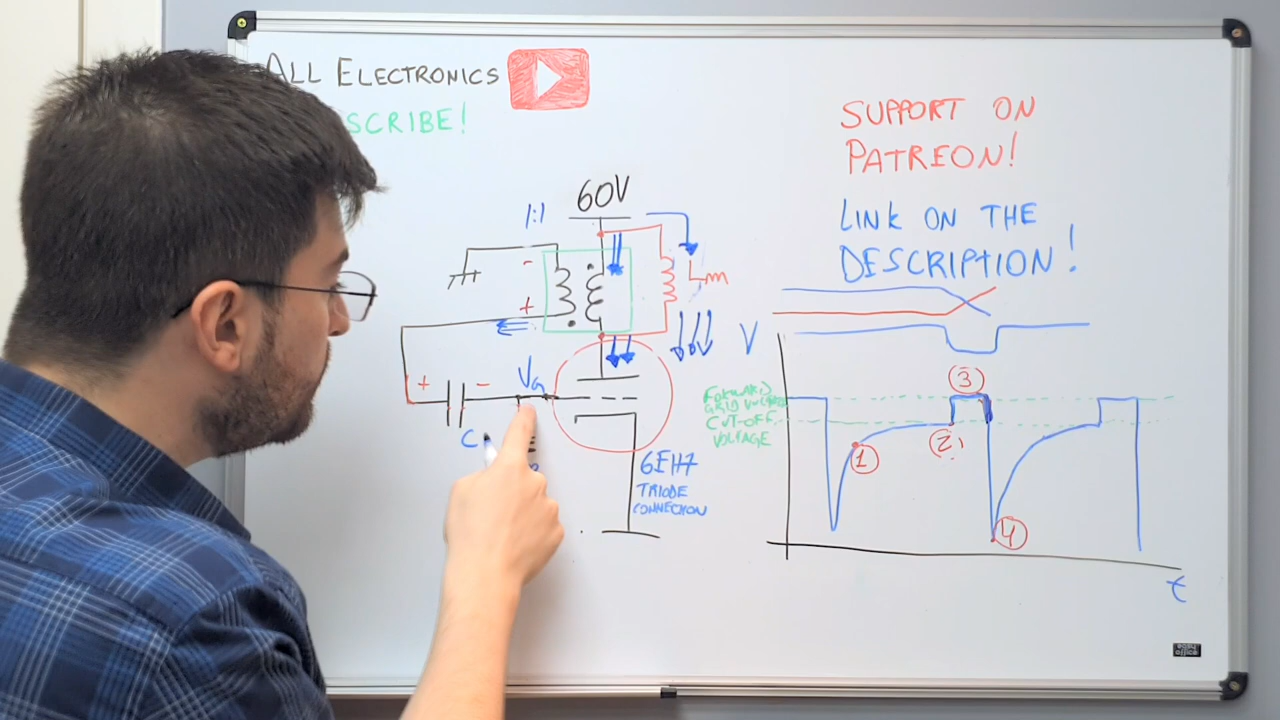 ALL ELECTRONICS
SCRIBE!
SUPPORT ON
PATREON!
LINK ON THE
DESCRIPTION!
1:1
60V
-
+
Lm
+
-
VG
C
6EH7
TRIODE
CONNECTION
V
FORWARD
GRID VOLTAGE
CUT-OFF
VOLTAGE
1
2
3
4
t